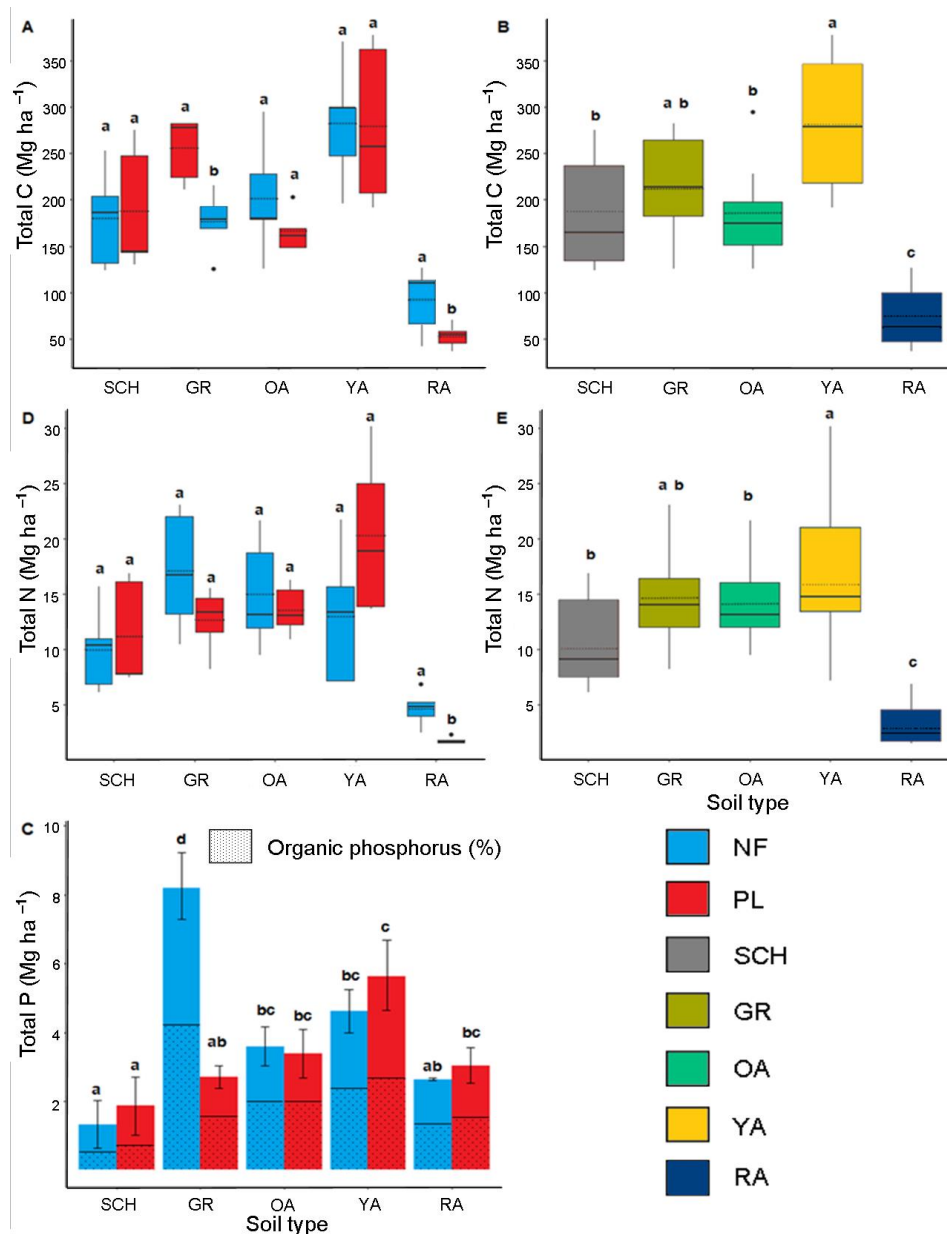 A
Total C (Mg ha⁻¹)
350
300
250
200
150
100
50
a a a b a a a a a b
SCH GR OA YA RA
B
Total C (Mg ha⁻¹)
350
300
250
200
150
100
50
b a b b a c
SCH GR OA YA RA
D
Total N (Mg ha⁻¹)
30
25
20
15
10
5
a a a a a a a a a b
SCH GR OA YA RA
E
Total N (Mg ha⁻¹)
30
25
20
15
10
5
b a b b a c
SCH GR OA YA RA
Soil type
C
Total P (Mg ha⁻¹)
10
8
6
4
2
Organic phosphorus (%)
a a d ab bc bc bc c ab bc
SCH GR OA YA RA
Soil type
NF
PL
SCH
GR
OA
YA
RA